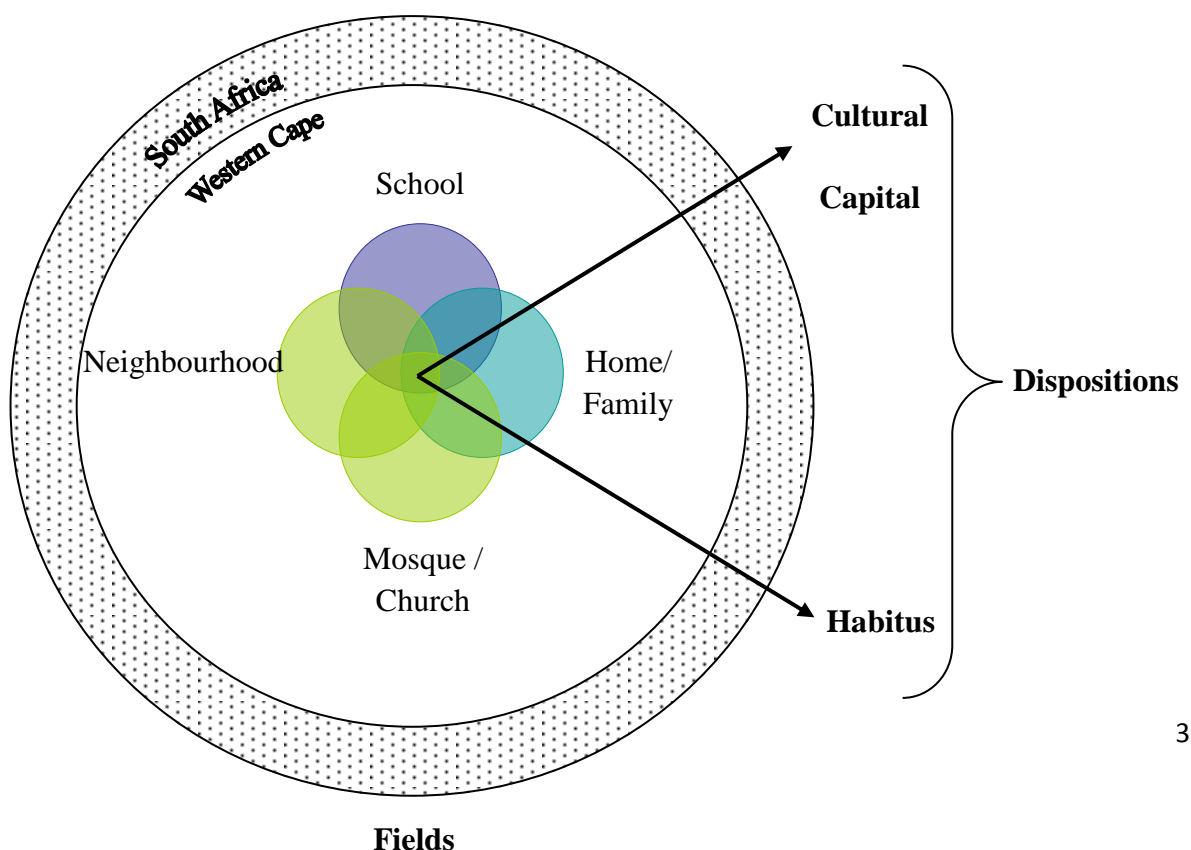 South Africa
Western Cape
Cultural
Capital
School
Neighbourhood
Home/
Family
Dispositions
Mosque /
Church
Habitus
3
Fields